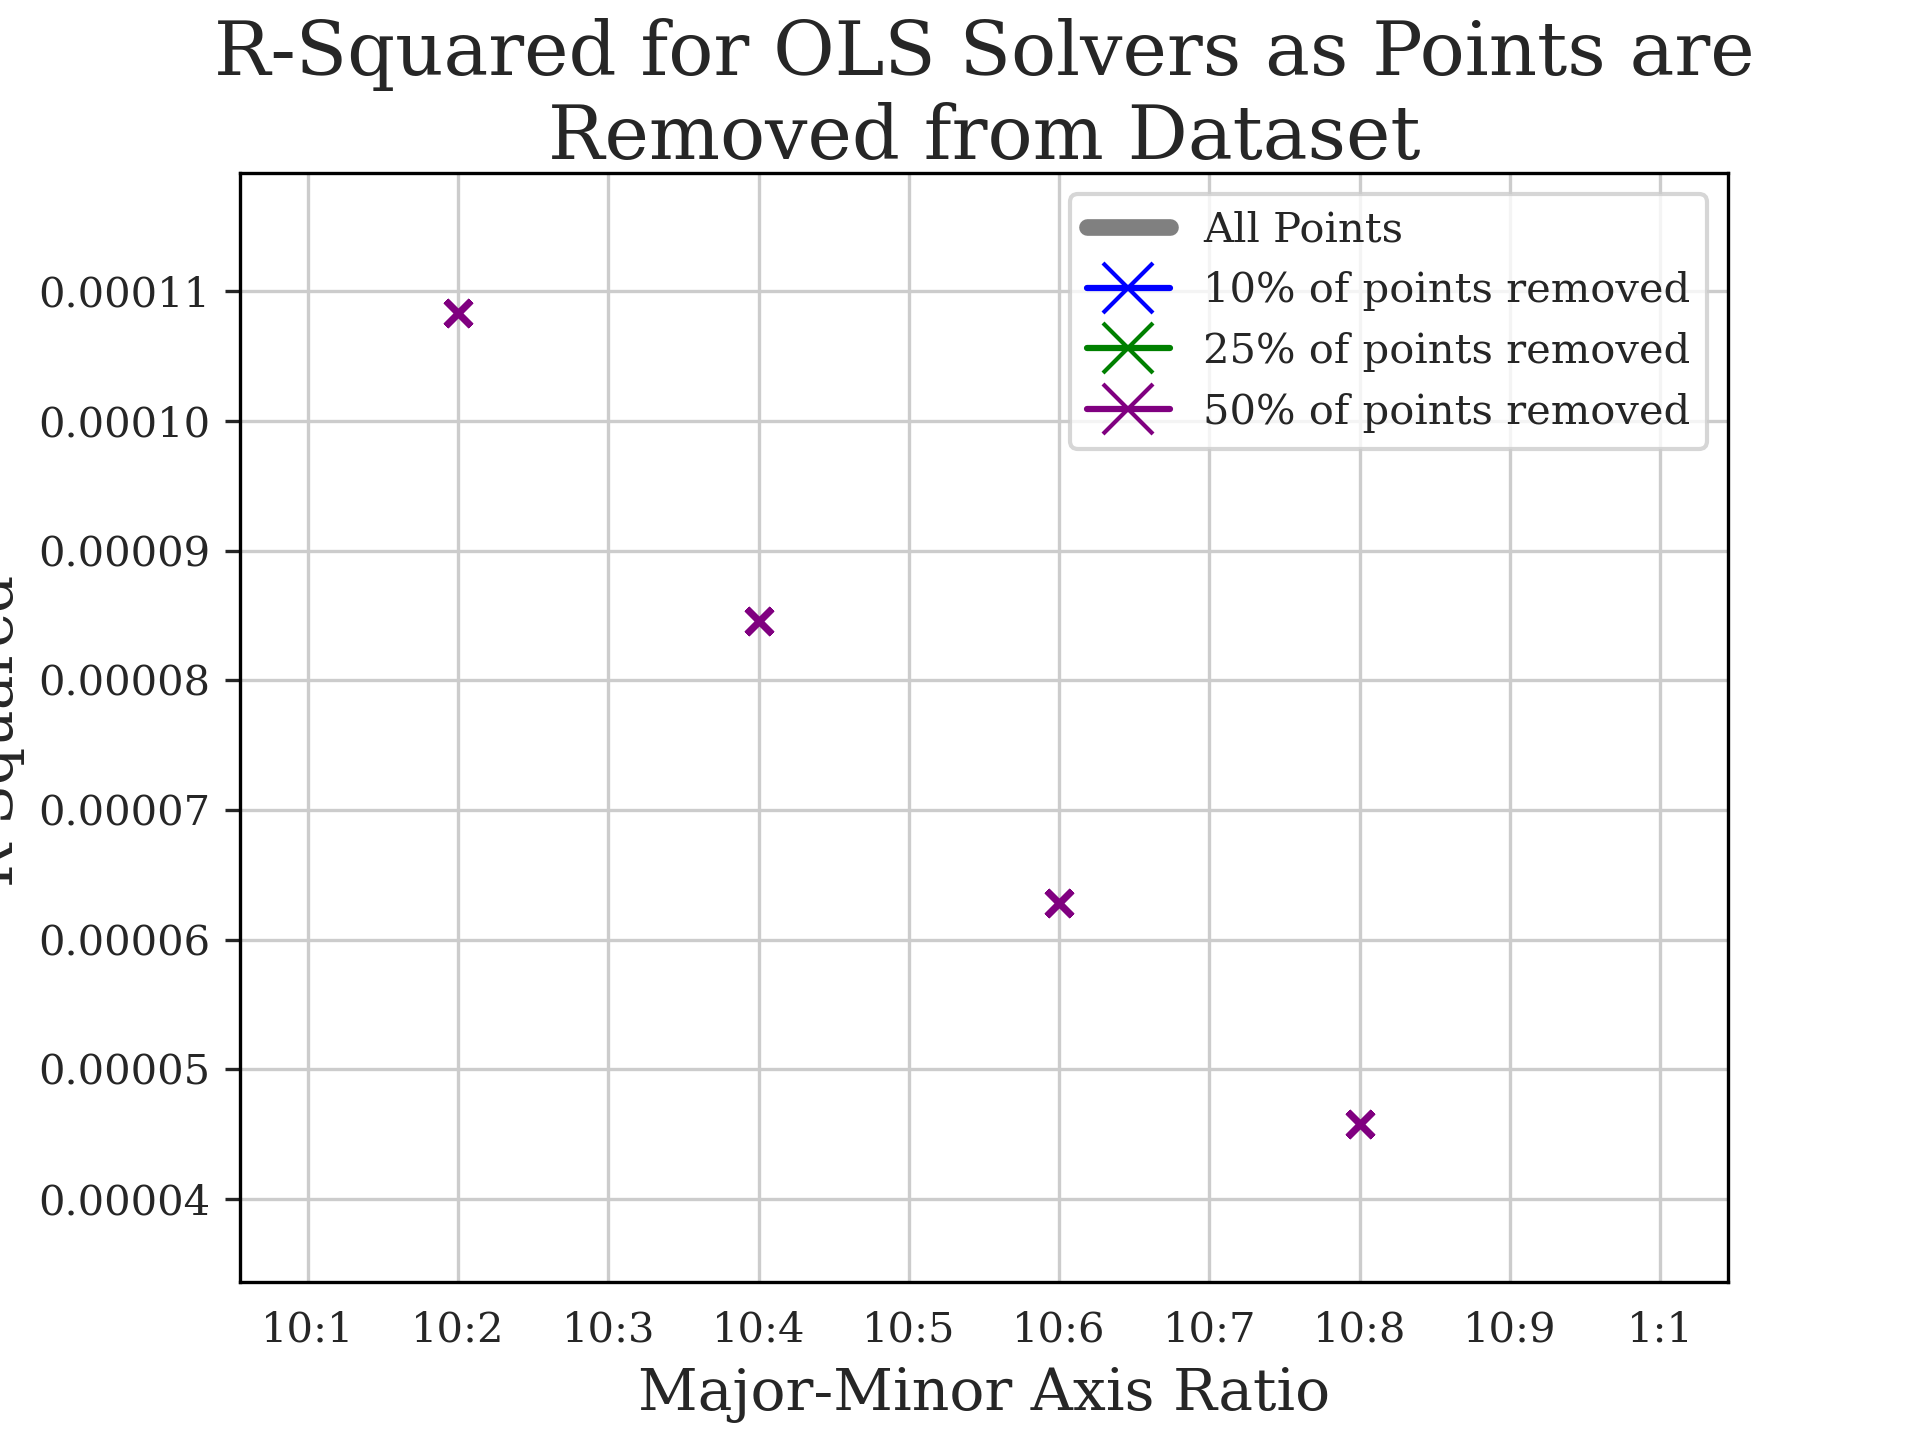 R-Squared for OLS Solvers as Points are
Removed from Dataset
All Points
10% of points removed
25% of points removed
50% of points removed
0.00011
0.00010
0.00009
0.00008
0.00007
0.00006
0.00005
0.00004
R-Squared
10:1 10:2 10:3 10:4 10:5 10:6 10:7 10:8 10:9 1:1
Major-Minor Axis Ratio